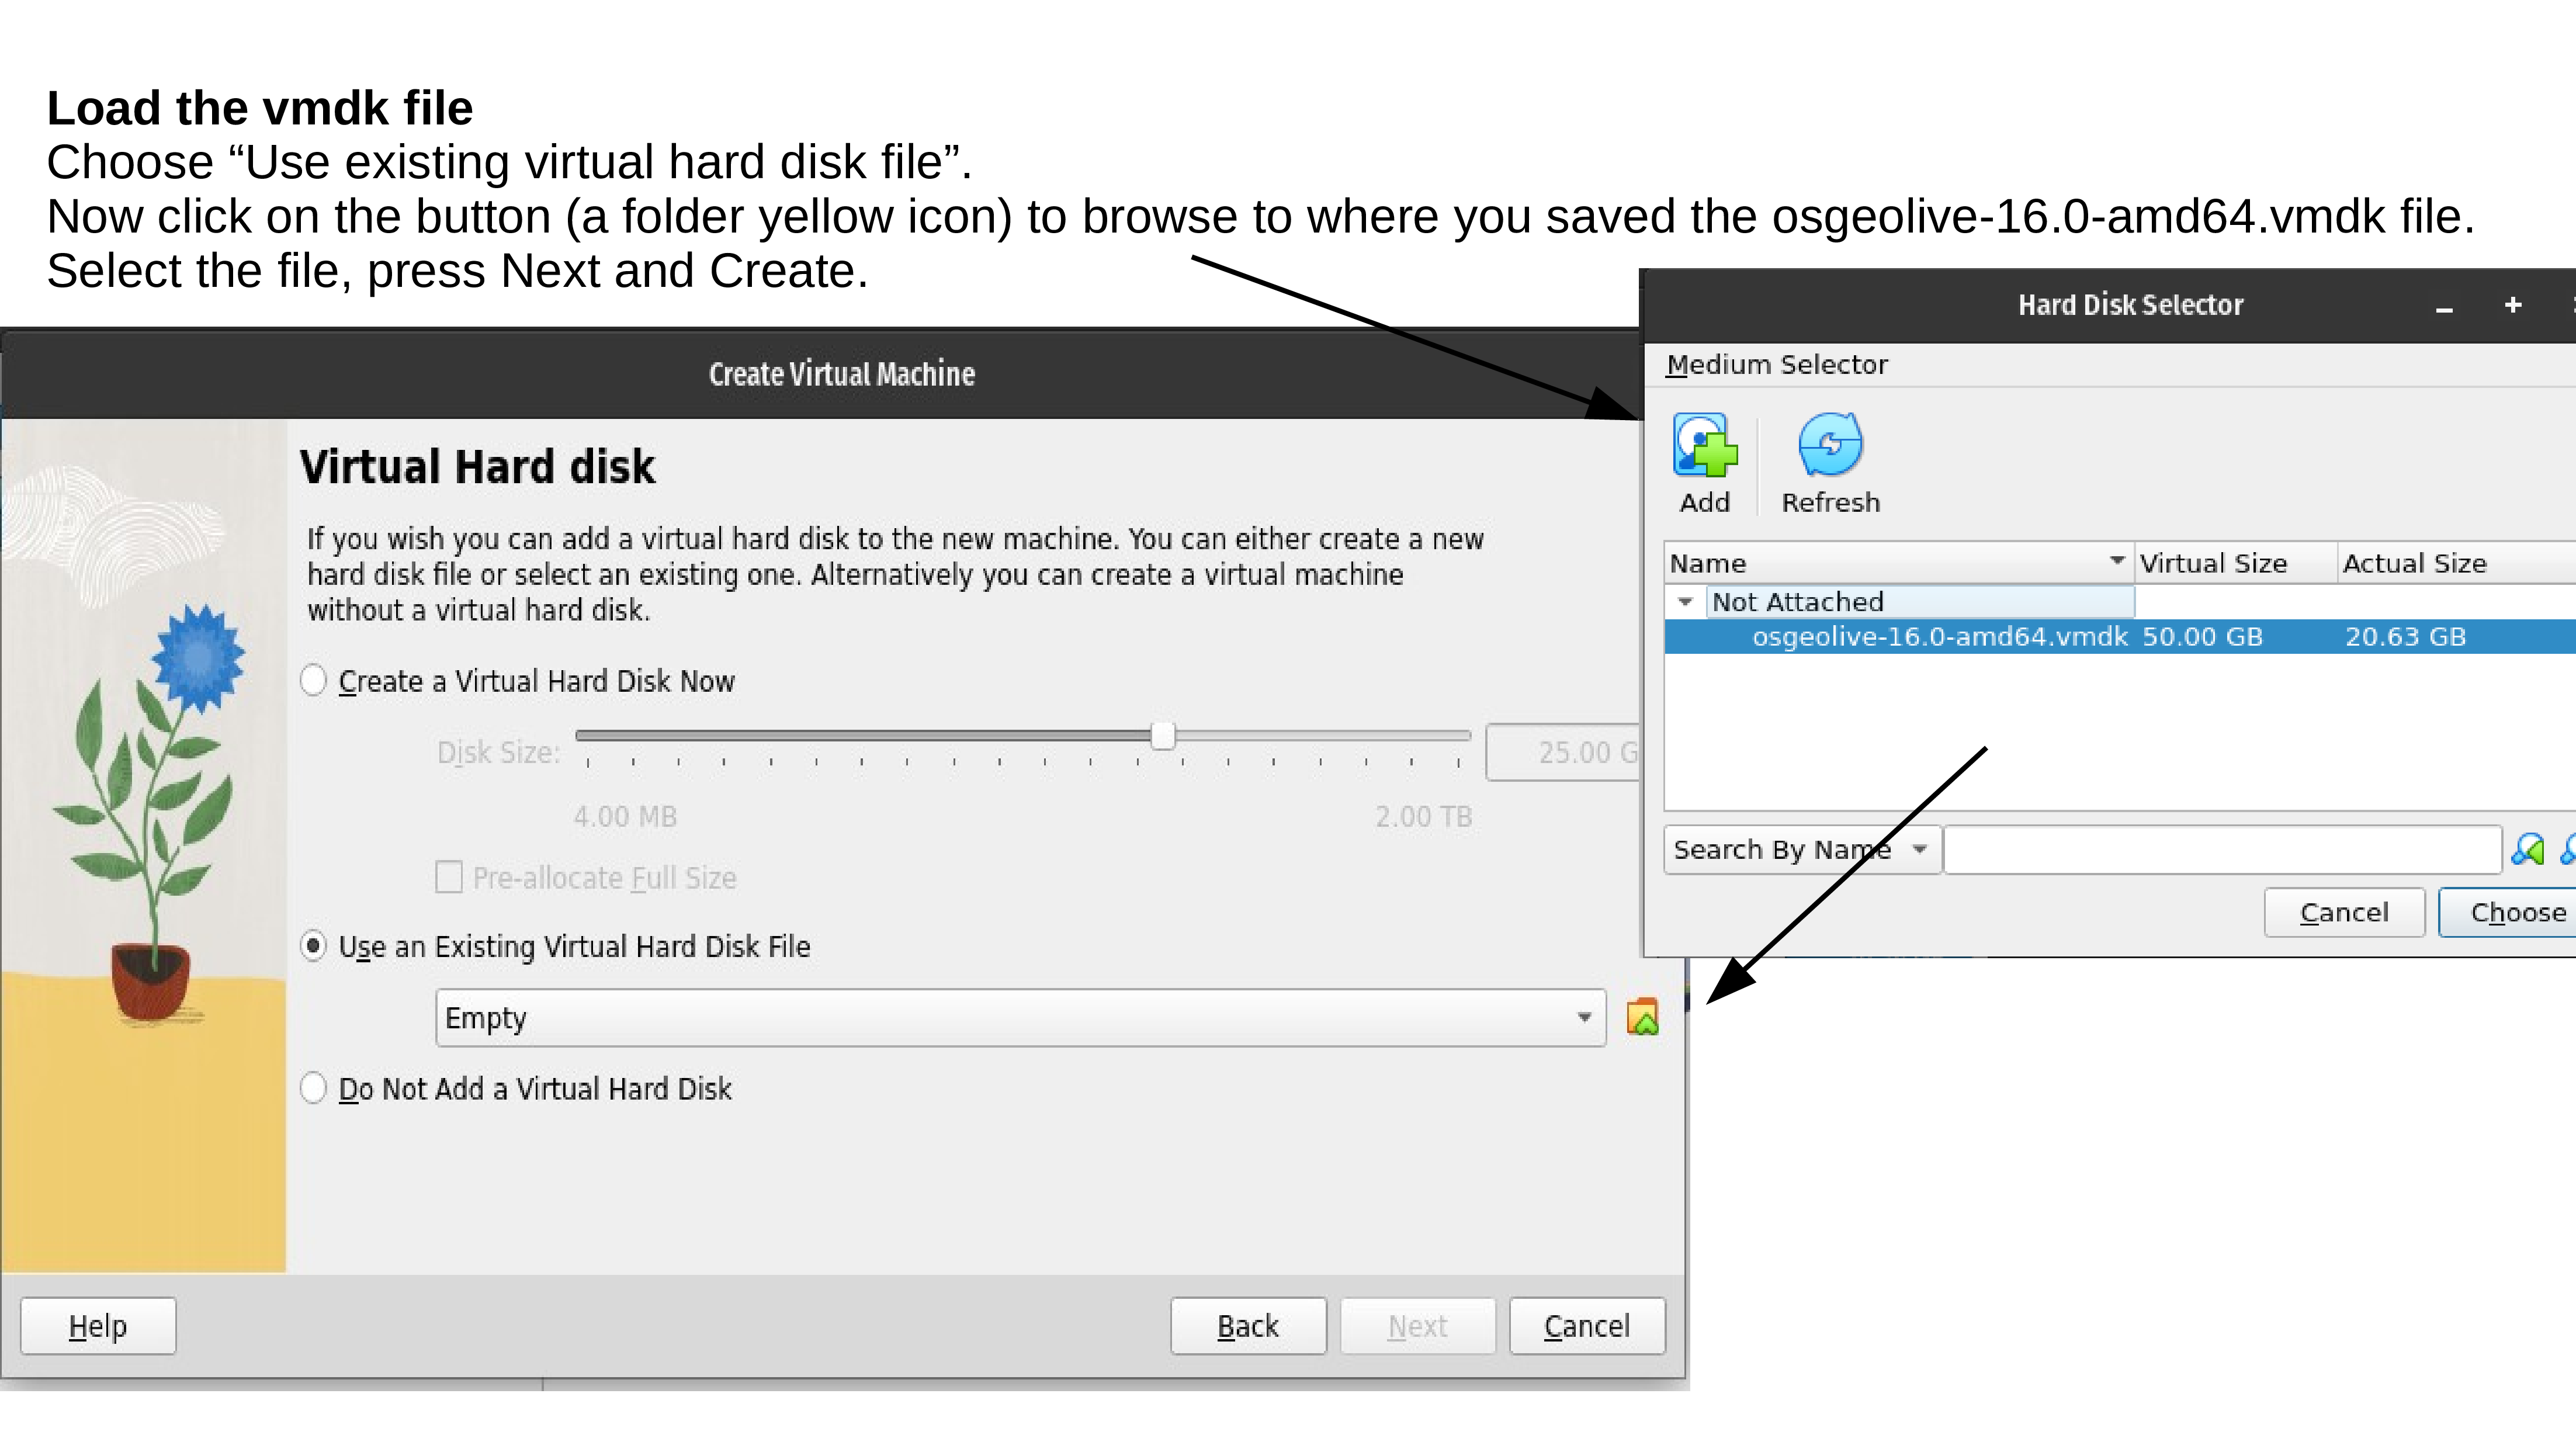 Load the vmdk file
Choose “Use existing virtual hard disk file”.
Now click on the button (a folder yellow icon) to browse to where you saved the osgeolive-16.0-amd64.vmdk file.
Select the file, press Next and Create.
Create Virtual Machine
Virtual Hard disk
If you wish you can add a virtual hard disk to the new machine. You can either create a new
hard disk file or select an existing one. Alternatively you can create a virtual machine
without a virtual hard disk.
Create a Virtual Hard Disk Now
Disk Size:
25.00 G
4.00 MB 2.00 TB
Pre-allocate Full Size
Use an Existing Virtual Hard Disk File
Empty
Do Not Add a Virtual Hard Disk
Help Back Next Cancel
Hard Disk Selector
Medium Selector
Add Refresh
Name Virtual Size Actual Size
Not Attached
osgeolive-16.0-amd64.vmdk 50.00 GB 20.63 GB
Search By Name
Cancel Choose